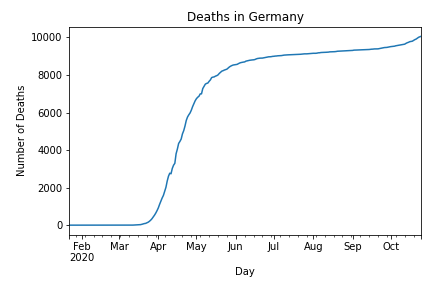 Deaths in Germany
Number of Deaths
10000
8000
6000
4000
2000
0
Feb Mar Apr May Jun Jul Aug Sep Oct
2020
Day